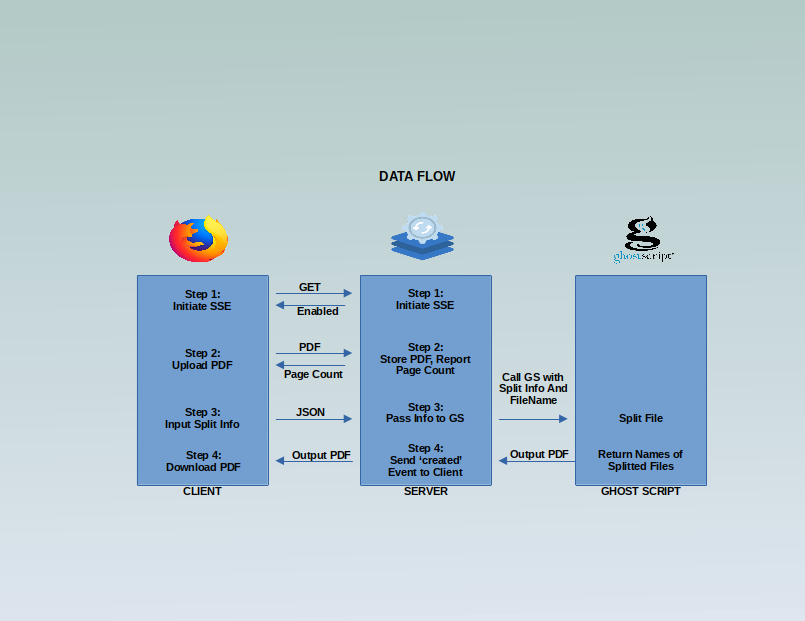 DATA FLOW
ghostscript
Step 1:
Initiate SSE
GET
Enabled
Step 1:
Initiate SSE
Step 2:
Upload PDF
PDF
Page Count
Step 2:
Store PDF, Report
Page Count
Step 3:
Input Split Info
JSON
Step 3:
Pass Info to GS
Call GS with
Split Info And
FileName
Split File
Step 4:
Download PDF
Output PDF
Step 4:
Send ‘created’
Event to Client
Output PDF
Return Names of
Splitted Files
CLIENT
SERVER
GHOST SCRIPT